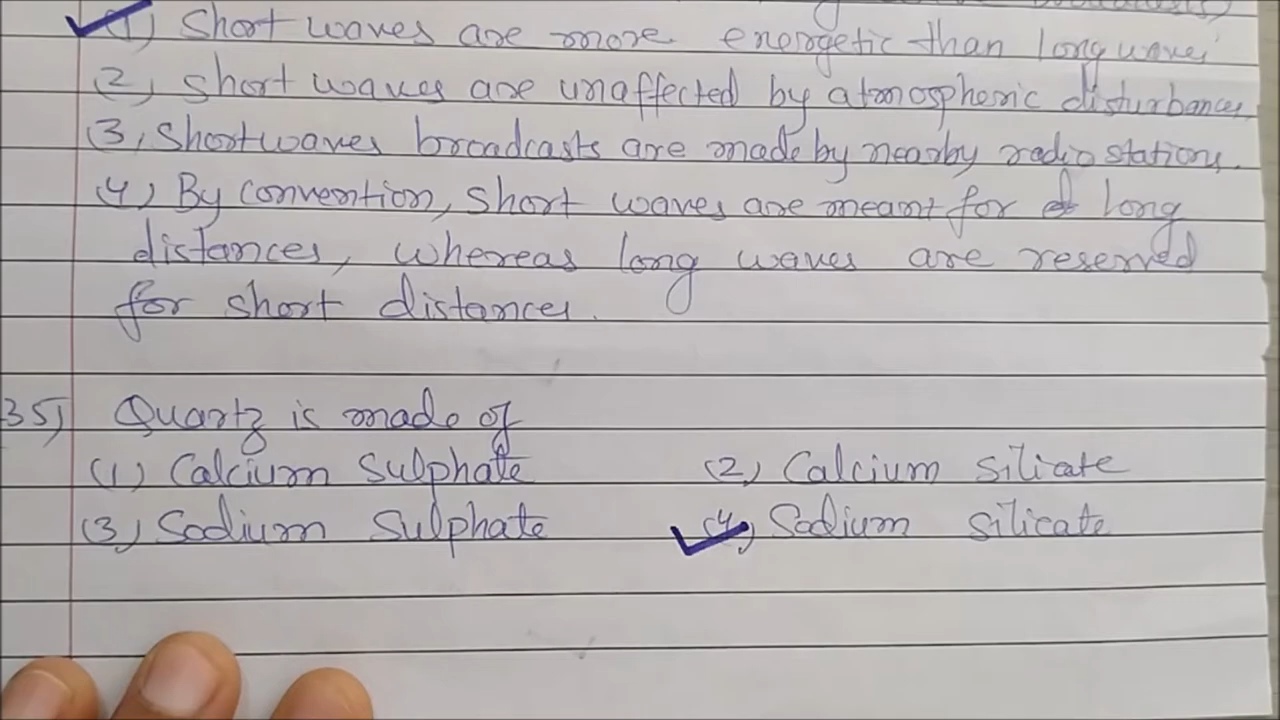 (1) Short waves are more energetic than long waves
(2) Short waves are unaffected by atmospheric disturbances
(3) Shortwaves broadcasts are made by nearby radio stations.
(4) By convention, short waves are meant for long
distances, whereas long waves are reserved
for short distances.
35) Quartz is made of
(1) Calcium Sulphate (2) Calcium Silicate
(3) Sodium Sulphate (4) Sodium Silicate